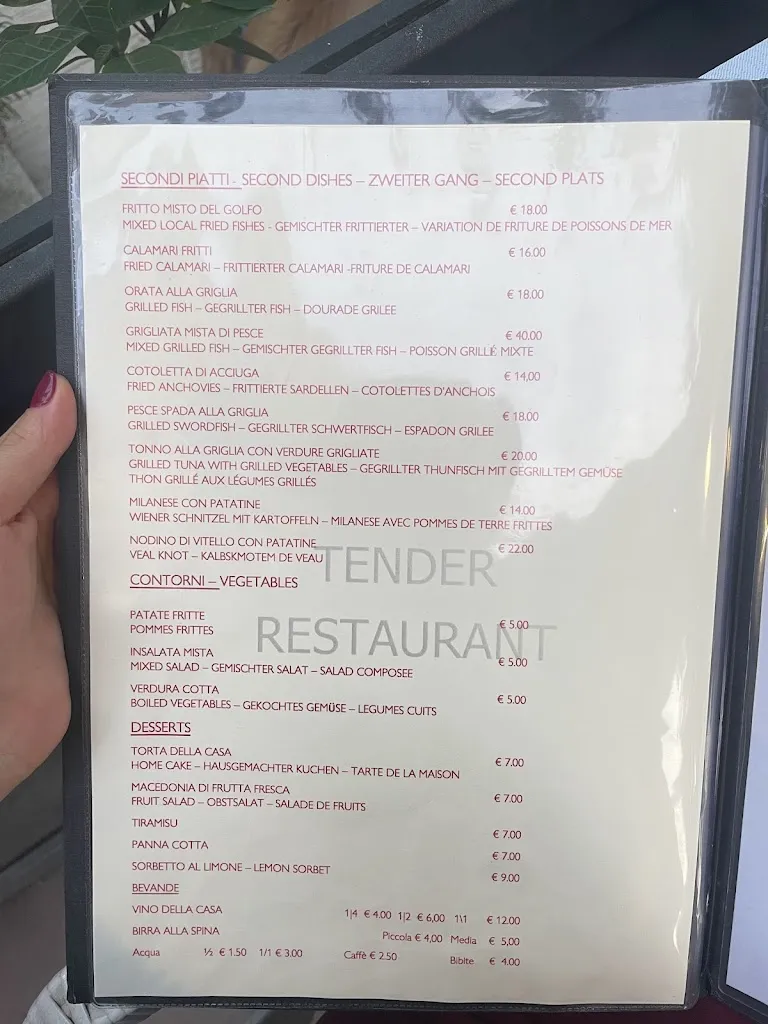 SECONDI PIATTI - SECOND DISHES – ZWEITER GANG – SECOND PLATS
FRITTO MISTO DEL GOLFO € 18.00
MIXED LOCAL FRIED FISHES - GEMISCHTER FRITTIERTER – VARIATION DE FRITURE DE POISSONS DE MER
CALAMARI FRITTI € 16.00
FRIED CALAMARI – FRITTIERTER CALAMARI -FRITURE DE CALAMARI
ORATA ALLA GRIGLIA € 18.00
GRILLED FISH – GEGRILLTER FISH – DOURADE GRILEE
GRIGLIATA MISTA DI PESCE € 40.00
MIXED GRILLED FISH – GEMISCHTER GEGRILLTER FISH – POISSON GRILLÉ MIXTE
COTOLETTA DI ACCIUGA € 14,00
FRIED ANCHOVIES – FRITTIERTE SARDELLEN – COTOLETTES D'ANCHOIS
PESCE SPADA ALLA GRIGLIA € 18.00
GRILLED SWORDFISH – GEGRILLTER SCHWERTFISCH – ESPADON GRILEE
TONNO ALLA GRIGLIA CON VERDURE GRIGLIATE € 20.00
GRILLED TUNA WITH GRILLED VEGETABLES – GEGRILLTER THUNFISCH MIT GEGRILLTEM GEMÜSE
THON GRILLÉ AUX LÉGUMES GRILLÉS
MILANESE CON PATATINE € 14.00
WIENER SCHNITZEL MIT KARTOFFELN – MILANESE AVEC POMMES DE TERRE FRITTES
NODINO DI VITELLO CON PATATINE € 22.00
VEAL KNOT – KALBSKMOTEM DE VEAU
TENDER
CONTORNI – VEGETABLES
PATATE FRITTE € 5.00
POMMES FRITTES
RESTAURANT
INSALATA MISTA € 5.00
MIXED SALAD – GEMISCHTER SALAT – SALAD COMPOSEE
VERDURA COTTA € 5.00
BOILED VEGETABLES – GEKOCHTES GEMÜSE – LEGUMES CUITS
DESSERTS
TORTA DELLA CASA € 7.00
HOME CAKE – HAUSGEMACHTER KUCHEN – TARTE DE LA MAISON
MACEDONIA DI FRUTTA FRESCA € 7.00
FRUIT SALAD – OBSTSALAT – SALADE DE FRUITS
TIRAMISU € 7.00
PANNA COTTA € 7.00
SORBETTO AL LIMONE – LEMON SORBET € 9.00
BEVANDE
VINO DELLA CASA 1|4 € 4.00 1|2 € 6,00 1\1 € 12.00
BIRRA ALLA SPINA Piccola € 4,00 Media € 5,00
Acqua ½ € 1.50 1/1 € 3.00 Caffè € 2.50 Bibite € 4.00